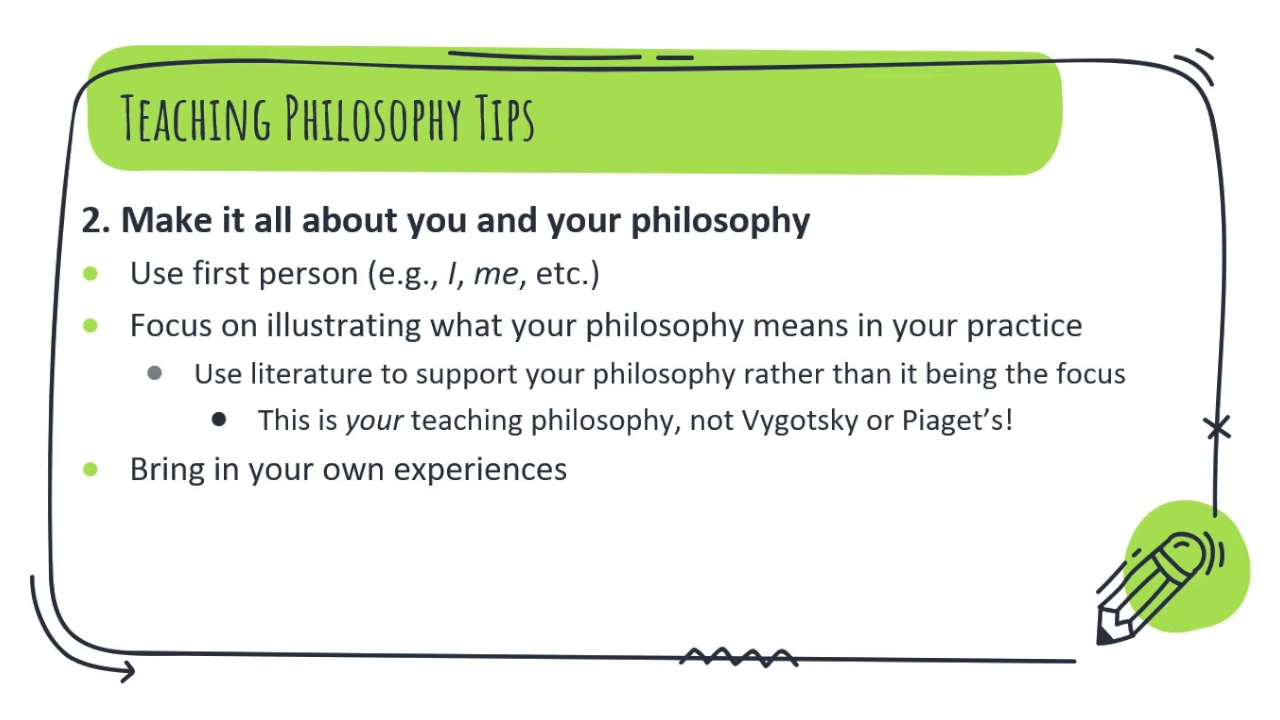 Teaching Philosophy Tips
2. Make it all about you and your philosophy
Use first person (e.g., I, me, etc.)
Focus on illustrating what your philosophy means in your practice
Use literature to support your philosophy rather than it being the focus
This is your teaching philosophy, not Vygotsky or Piaget’s!
Bring in your own experiences